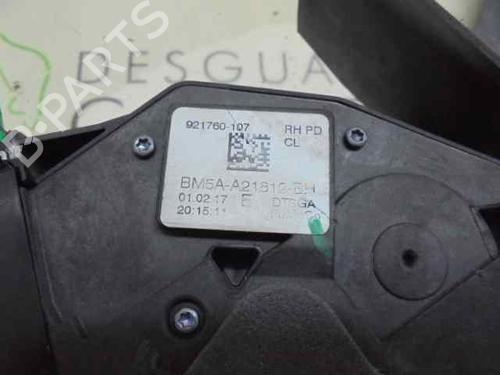 B-PARTS
DESGUA
921760-107 RH PD
CL
BM5A-A21812-BH
01.02.17 E DTSGA
20:15:11